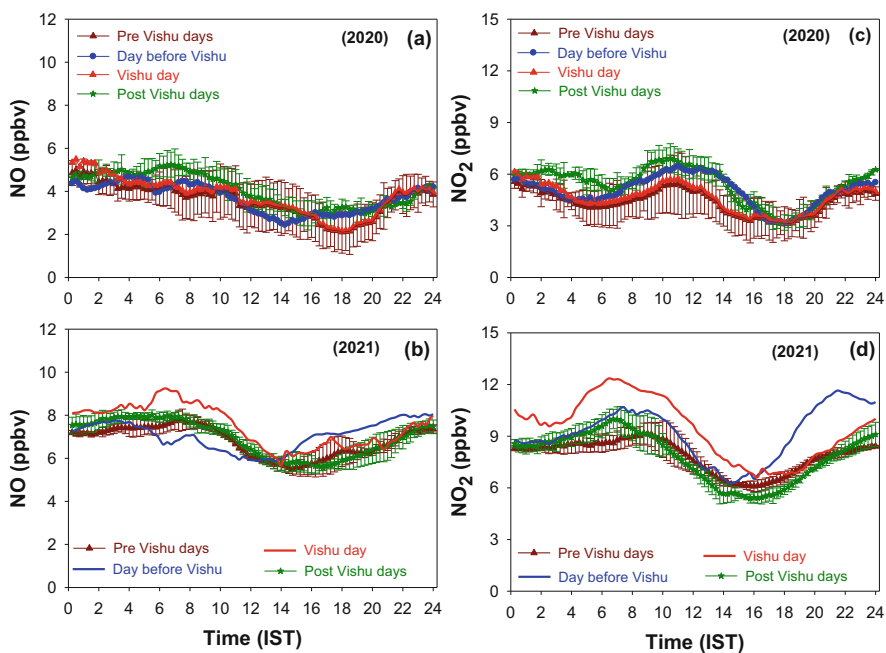 12
10
8
6
4
2
0
NO (ppbv)
Pre Vishu days
Day before Vishu
Vishu day
Post Vishu days
(2020) (a)
0 2 4 6 8 10 12 14 16 18 20 22 24
15
12
9
6
3
0
NO₂ (ppbv)
Pre Vishu days
Day before Vishu
Vishu day
Post Vishu days
(2020) (c)
0 2 4 6 8 10 12 14 16 18 20 22 24
12
10
8
6
4
2
0
NO (ppbv)
(2021) (b)
Pre Vishu days Vishu day
Day before Vishu Post Vishu days
0 2 4 6 8 10 12 14 16 18 20 22 24
Time (IST)
15
12
9
6
3
0
NO₂ (ppbv)
(2021) (d)
Pre Vishu days Vishu day
Day before Vishu Post Vishu days
0 2 4 6 8 10 12 14 16 18 20 22 24
Time (IST)